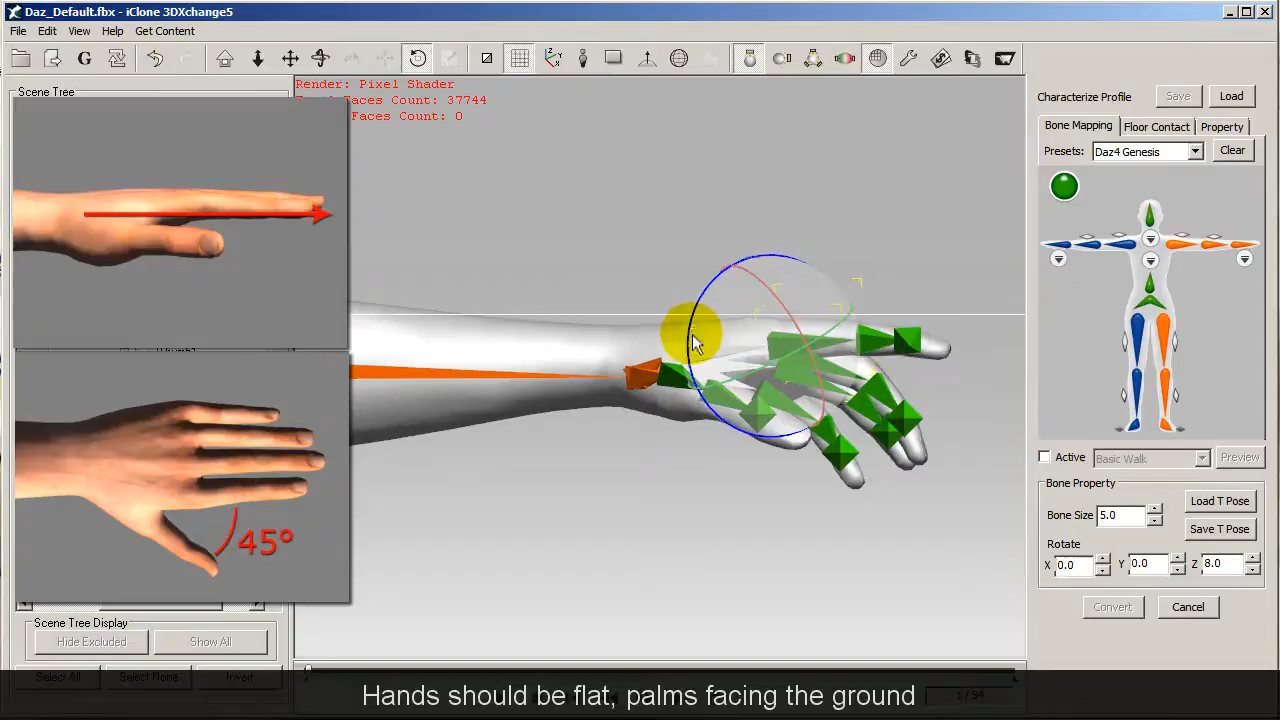 Daz_Default.fbx - iClone 3DXchange5
File Edit View Help Get Content
G
Scene Tree
Render: Pixel Shader
Faces Count: 37744
Faces Count: 0
45°
Scene Tree Display
Hide Excluded Show All
Select All Select None Invert
Characterize Profile Save Load
Bone Mapping Floor Contact Property
Presets: Daz4 Genesis Clear
Active Basic Walk Preview
Bone Property
Bone Size 5.0 Load T Pose
Save T Pose
Rotate
X 0.0 Y 0.0 Z 8.0
Convert Cancel
1 / 94
Hands should be flat, palms facing the ground